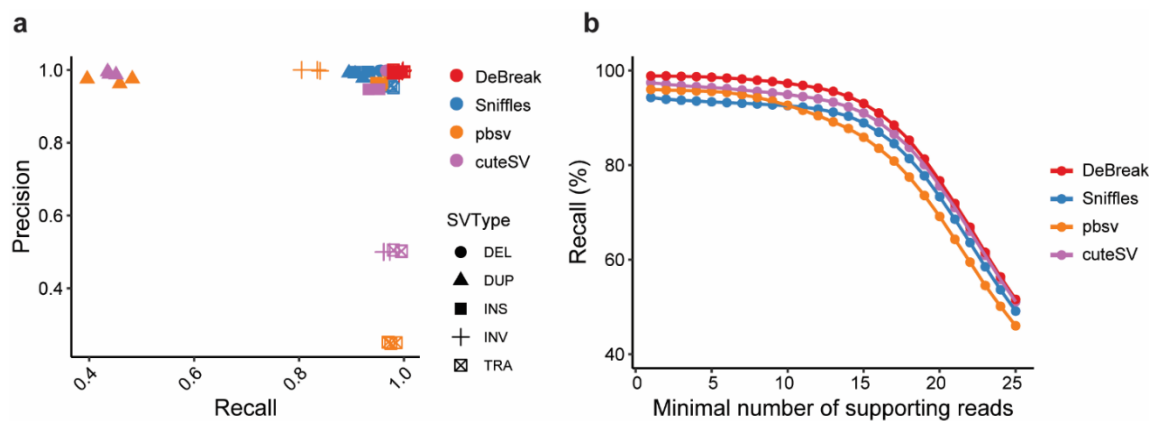 a
1.0
0.8
0.6
0.4
Precision
0.4
0.6
0.8
1.0
Recall
DeBreak
Sniffles
pbsv
cuteSV
SVType
DEL
DUP
INS
INV
TRA
b
100
80
60
40
Recall (%)
0
5
10
15
20
25
Minimal number of supporting reads
DeBreak
Sniffles
pbsv
cuteSV